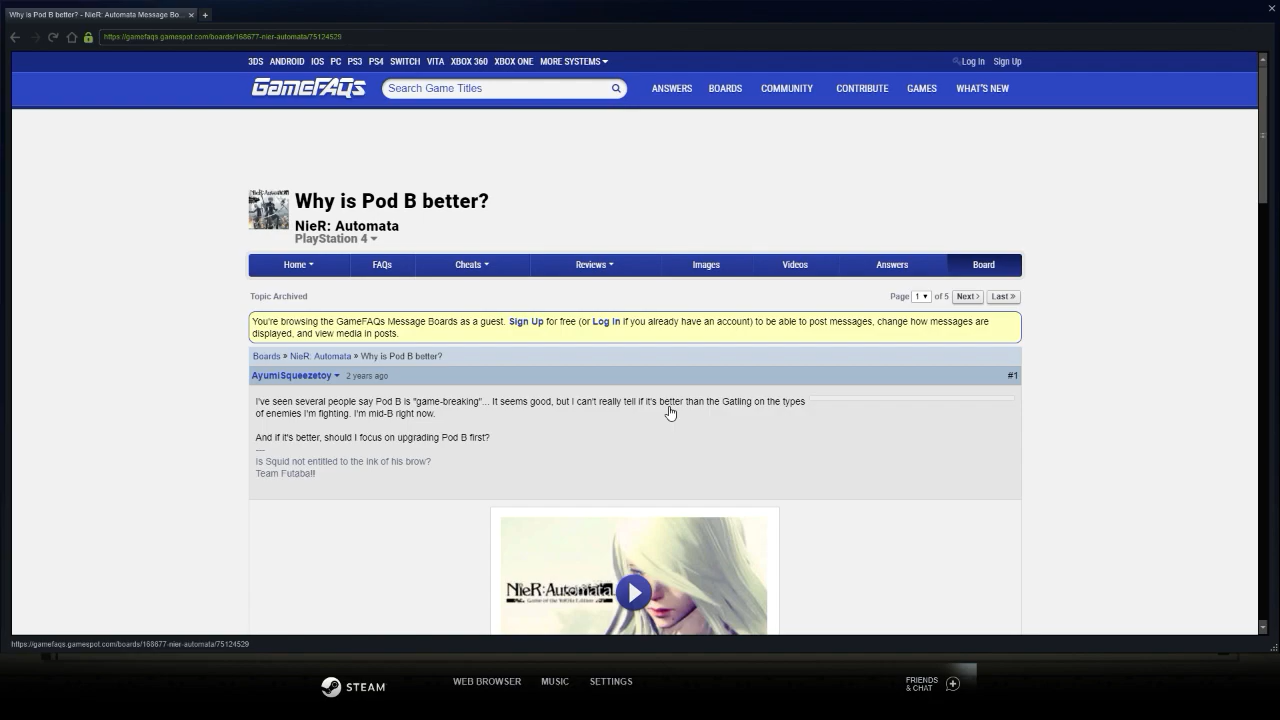 Why is Pod B better? - NieR: Automata Message Bo... × +
https://gamefaqs.gamespot.com/boards/168677-nier-automata/75124529
3DS ANDROID IOS PC PS3 PS4 SWITCH VITA XBOX 360 XBOX ONE MORE SYSTEMS Log In Sign Up
GameFAQs Search Game Titles ANSWERS BOARDS COMMUNITY CONTRIBUTE GAMES WHAT'S NEW
Why is Pod B better?
NieR: Automata
PlayStation 4
Home FAQs Cheats Reviews Images Videos Answers Board
Topic Archived Page 1 of 5 Next > Last »
You're browsing the GameFAQs Message Boards as a guest. Sign Up for free (or Log In if you already have an account) to be able to post messages, change how messages are
displayed, and view media in posts.
Boards » NieR: Automata » Why is Pod B better?
AyumiSqueezetoy 2 years ago #1
I've seen several people say Pod B is "game-breaking"... It seems good, but I can't really tell if it's better than the Gatling on the types
of enemies I'm fighting. I'm mid-B right now.
And if it's better, should I focus on upgrading Pod B first?
—
Is Squid not entitled to the ink of his brow?
Team Futaba!!
NieR:Automata
Game of the YoRHa Edition
https://gamefaqs.gamespot.com/boards/168677-nier-automata/75124529
STEAM WEB BROWSER MUSIC SETTINGS FRIENDS
& CHAT